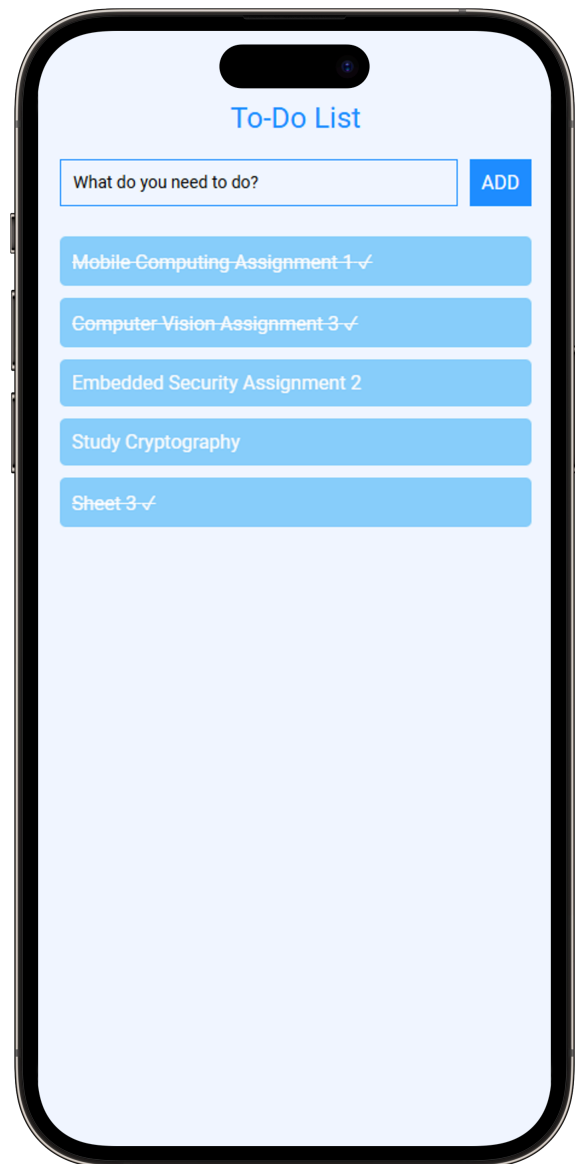 To-Do List
What do you need to do?
ADD
Mobile Computing Assignment 1 ✓
Computer Vision Assignment 3 ✓
Embedded Security Assignment 2
Study Cryptography
Sheet 3 ✓